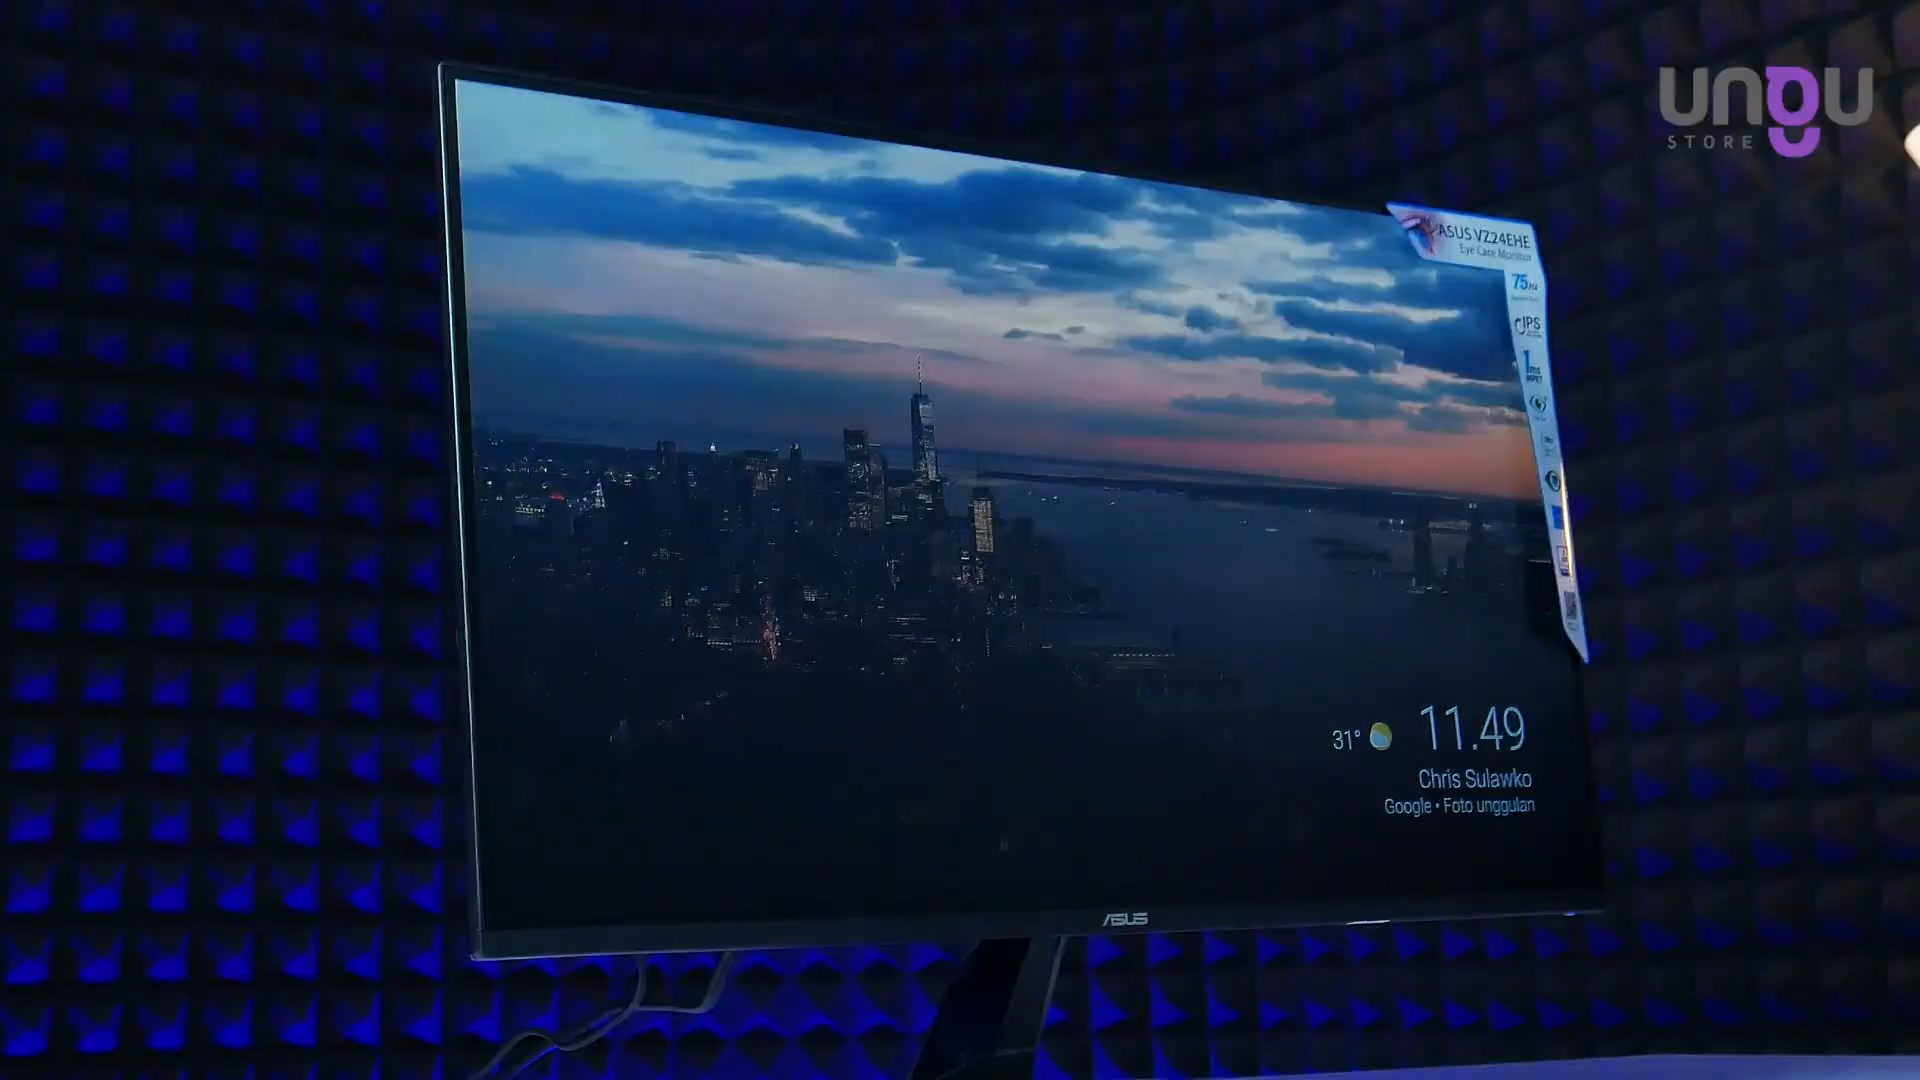 ungu
STORE
ASUS VZ24EHE
Eye Care Monitor
75Hz
IPS
1ms
MPRT
31° 11.49
Chris Sulawko
Google • Foto unggulan
ASUS